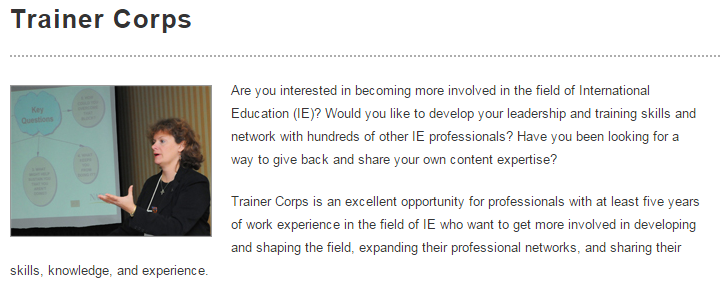 Trainer Corps
Key
Questions
Are you interested in becoming more involved in the field of International
Education (IE)? Would you like to develop your leadership and training skills and
network with hundreds of other IE professionals? Have you been looking for a
way to give back and share your own content expertise?
Trainer Corps is an excellent opportunity for professionals with at least five years
of work experience in the field of IE who want to get more involved in developing
and shaping the field, expanding their professional networks, and sharing their
skills, knowledge, and experience.